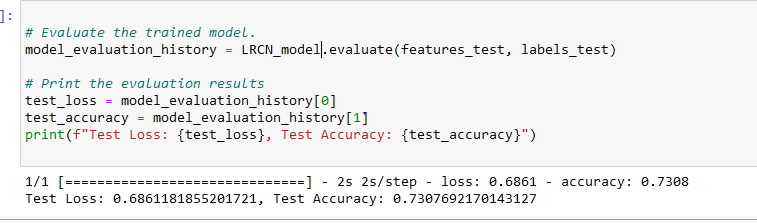 ]:
# Evaluate the trained model.
model_evaluation_history = LRCN_model.evaluate(features_test, labels_test)
# Print the evaluation results
test_loss = model_evaluation_history[0]
test_accuracy = model_evaluation_history[1]
print(f"Test Loss: {test_loss}, Test Accuracy: {test_accuracy}")
1/1 [==============================] - 2s 2s/step - loss: 0.6861 - accuracy: 0.7308
Test Loss: 0.6861181855201721, Test Accuracy: 0.7307692170143127